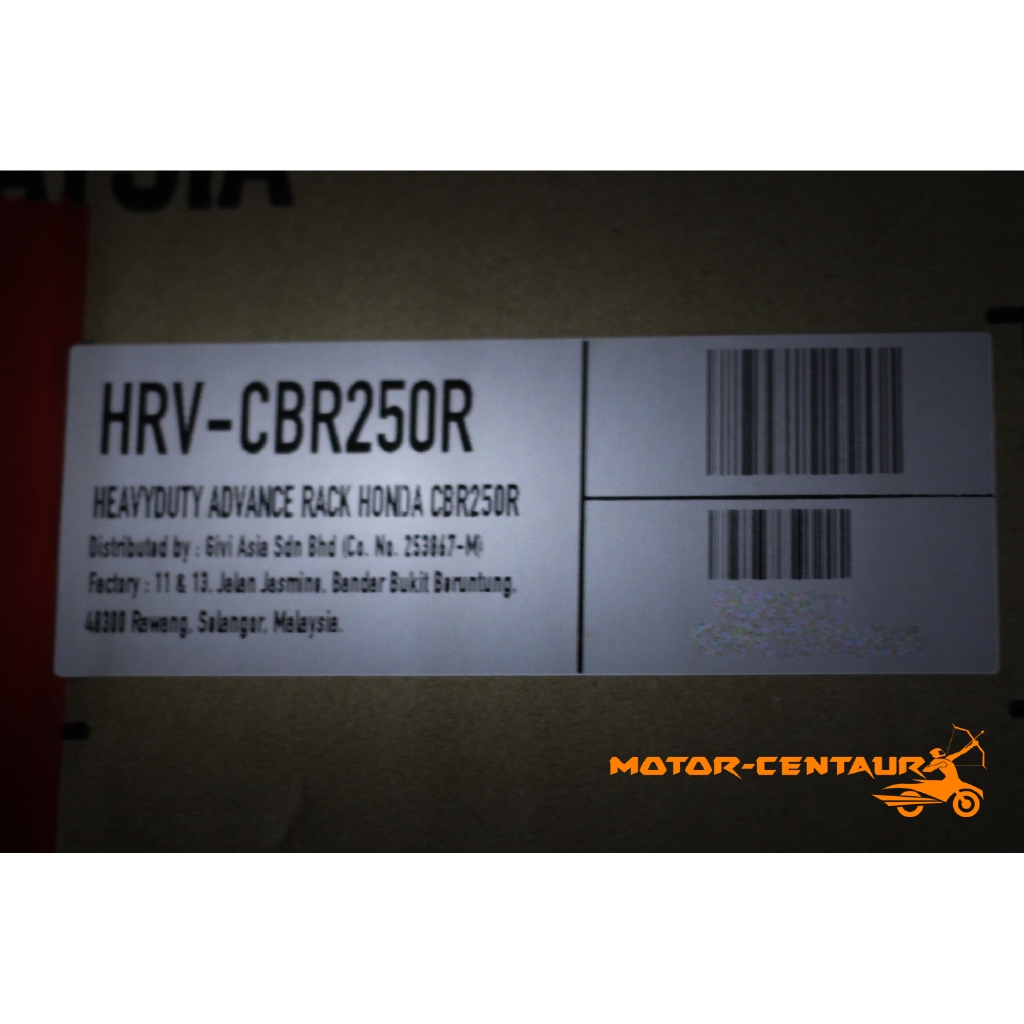 HRV-CBR250R
HEAVYDUTY ADVANCE RACK HONDA CBR250R
Distributed by : Givi Asia Sdn Bhd (Co. No. 253867-M)
Factory : 11 & 13, Jalan Jasmine, Bandar Bukit Beruntung,
48300 Rawang, Selangor, Malaysia.
MOTOR-CENTAUR